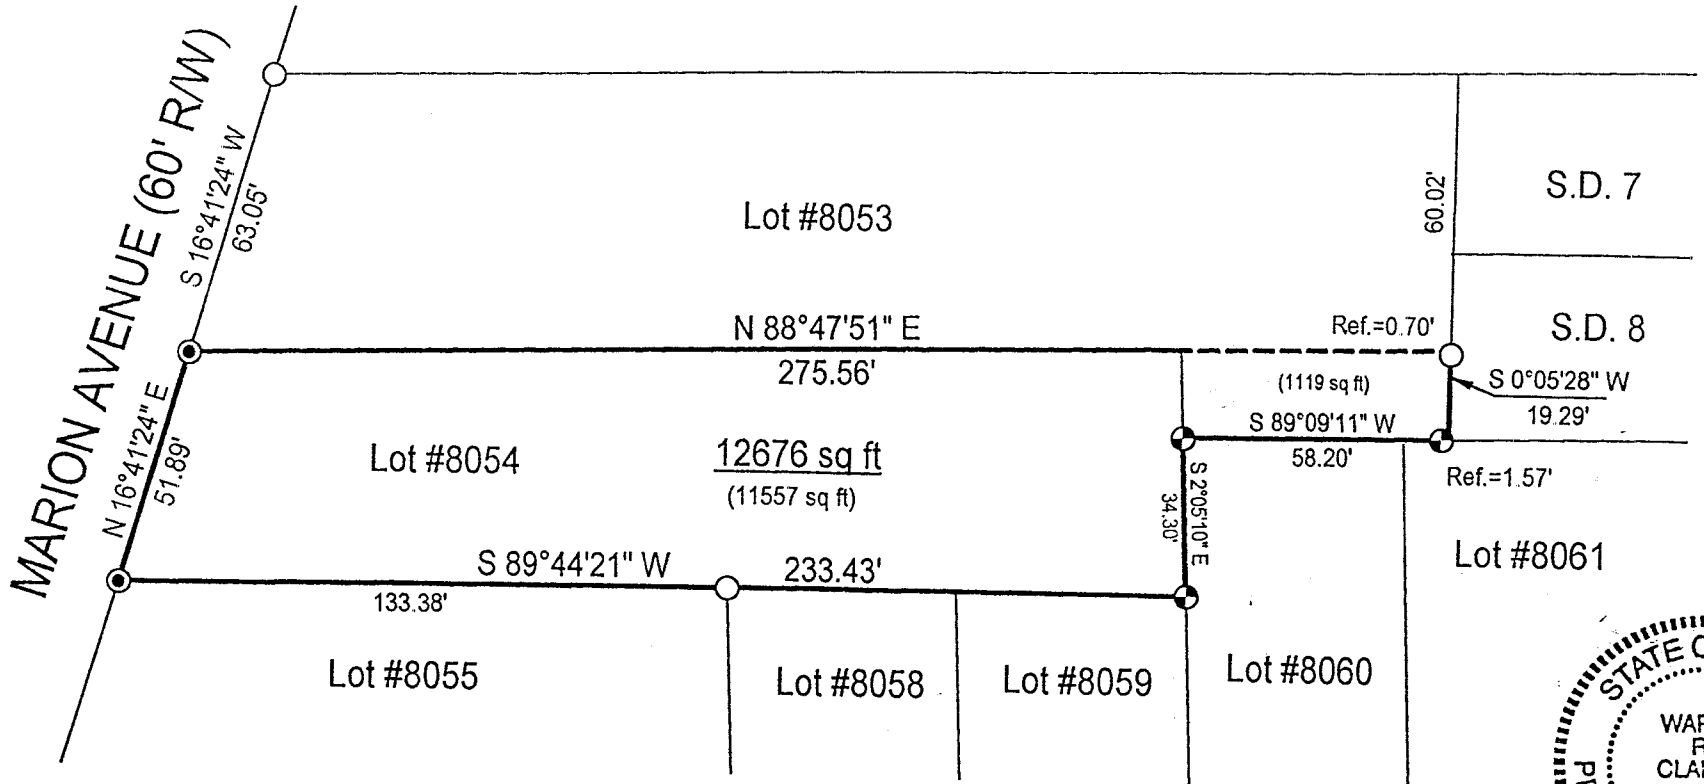 MARION AVENUE (60' R/W)
S 16°41'24" W
63.05'
Lot #8053
60.02'
S.D. 7
S.D. 8
N 88°47'51" E
275.56'
Ref.=0.70'
(1119 sq ft)
S 0°05'28" W
19.29'
N 16°41'24" E
51.89'
Lot #8054
12676 sq ft
(11557 sq ft)
S 89°09'11" W
58.20'
Ref.=1.57'
S 2°05'10" E
34.30'
S 89°44'21" W
233.43'
133.38'
Lot #8061
Lot #8055
Lot #8058
Lot #8059
Lot #8060
STATE